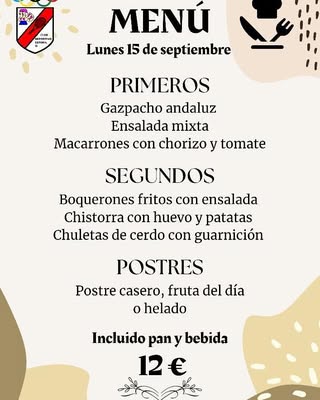 MENÚ
Lunes 15 de septiembre
PRIMEROS
Gazpacho andaluz
Ensalada mixta
Macarrones con chorizo y tomate
SEGUNDOS
Boquerones fritos con ensalada
Chistorra con huevo y patatas
Chuletas de cerdo con guarnición
POSTRES
Postre casero, fruta del día
o helado
Incluido pan y bebida
12 €